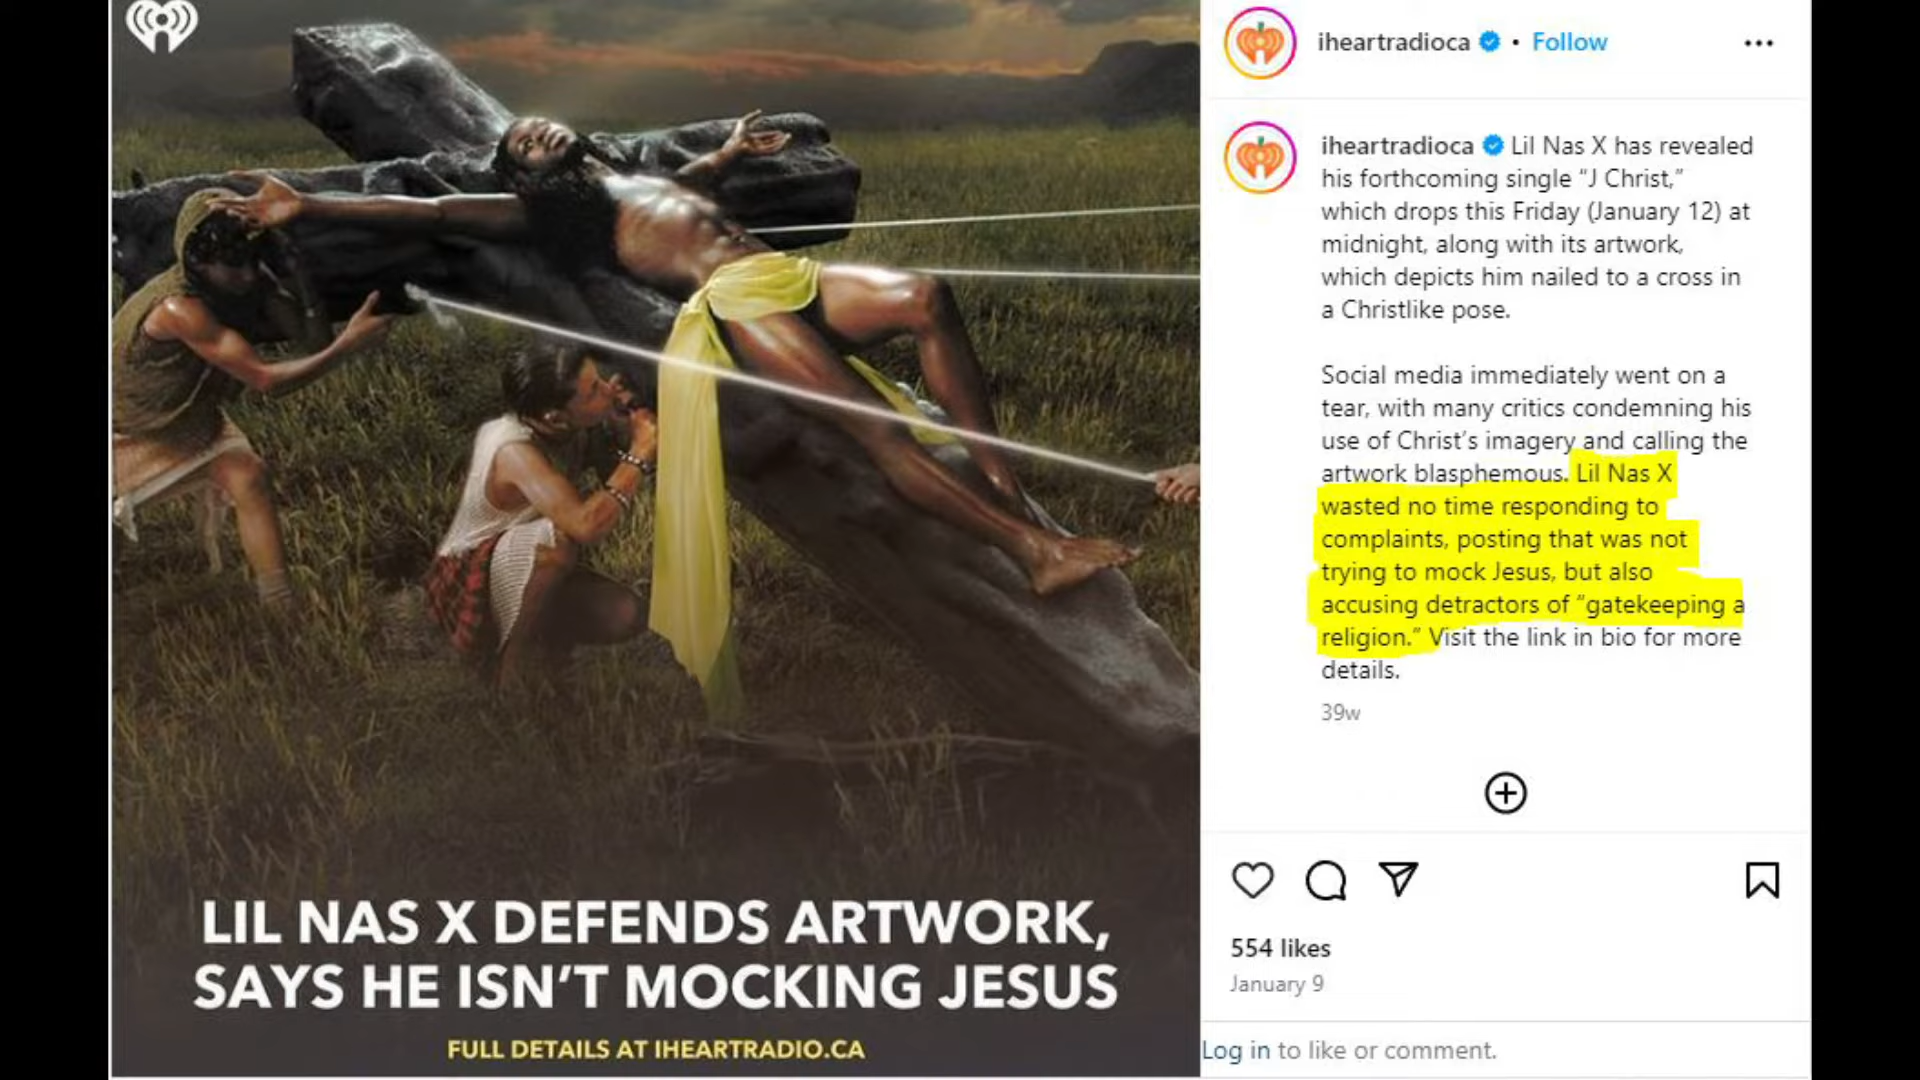 iheartradioca • Follow
iheartradioca Lil Nas X has revealed
his forthcoming single “J Christ,”
which drops this Friday (January 12) at
midnight, along with its artwork,
which depicts him nailed to a cross in
a Christlike pose.
Social media immediately went on a
tear, with many critics condemning his
use of Christ’s imagery and calling the
artwork blasphemous. Lil Nas X
wasted no time responding to
complaints, posting that was not
trying to mock Jesus, but also
accusing detractors of “gatekeeping a
religion.” Visit the link in bio for more
details.
39w
554 likes
January 9
Log in to like or comment.
LIL NAS X DEFENDS ARTWORK,
SAYS HE ISN’T MOCKING JESUS
FULL DETAILS AT IHEARTRADIO.CA